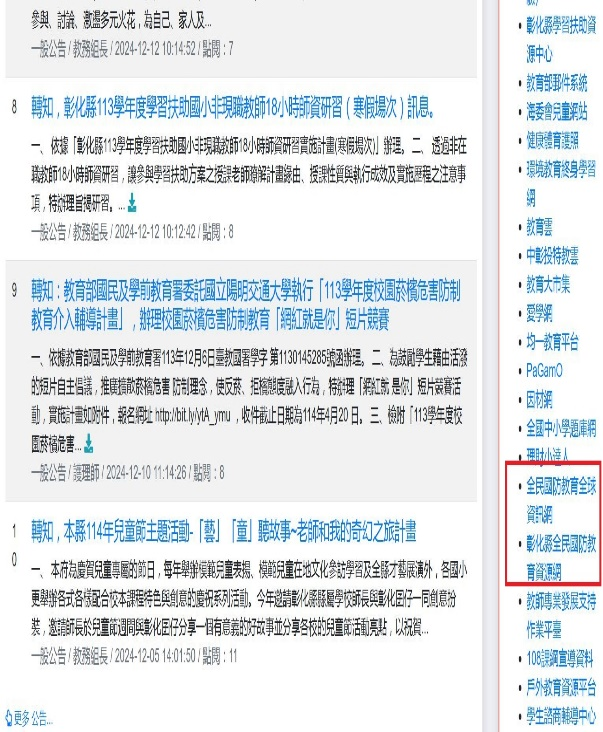 參與、討論、激盪多元火花，為自己、家人及...
一般公告 / 教務組長 / 2024-12-12 10:14:52 / 點閱：7
8 轉知，彰化縣113學年度學習扶助國小非現職教師18小時師資研習（寒假場次）訊息。
一、依據「彰化縣113學年度學習扶助國小非現職教師18小時師資研習實施計畫(寒假場次)」辦理。二、 透過非在
職教師18小時師資研習，讓參與學習扶助方案之授課老師瞭解計畫緣由、授課性質與執行成效及實施歷程之注意事
項，特辦理旨揭研習。...
一般公告 / 教務組長 / 2024-12-12 10:12:42 / 點閱：8
9 轉知：教育部國民及學前教育署委託國立陽明交通大學執行「113學年度校園菸檳危害防制
教育介入輔導計畫」，辦理校園菸檳危害防制教育「網紅就是你」短片競賽
一、依據教育部國民及學前教育署113年12月6日臺教國署學字 第1130145285號函辦理。 二、為鼓勵學生藉由活潑
的短片自主倡議，推廣擯散菸檳危害 防制理念，使反菸、拒檳態度融入行為，特辦理「網紅就 是你」短片競賽活
動，實施計畫如附件，報名網址 http://bit.ly/ytA_ymu ，收件截止日期為114年4月20 日。三、檢附「113學年度校
園菸檳危害...
一般公告 / 護理師 / 2024-12-10 11:14:26 / 點閱：8
10 轉知，本縣114年兒童節主題活動-「藝」「童」聽故事~老師和我的奇幻之旅計畫
一、 本府為慶賀兒童專屬的節日，每年舉辦模範兒童表揚、模範兒童在地文化參訪學習及全縣才藝展演外，各國小
更舉辦各式各樣配合校本課程特色與創意的慶祝系列活動。今年邀請彰化縣縣屬學校師長與彰化囝仔一同創意扮
裝，邀請師長於兒童節週間與彰化囝仔分享一個有意義的好故事並分享各校的兒童節活動亮點，以祝賀...
一般公告 / 教務組長 / 2024-12-05 14:01:50 / 點閱：11
更多 公告...
彰化縣學習扶助資
源中心
教育部郵件系統
選委會兒童網站
健康體育護照
環境教育終身學習
網
教育雲
中彰投特教雲
教育大市集
愛學網
均一教育平台
PaGamO
因材網
全國中小學題庫網
理財小達人
全民國防教育全球
資訊網
彰化縣全民國防教
育資源網
教師專業發展支持
作業平臺
108課綱宣導資料
戶外教育資源平台
學生諮商輔導中心